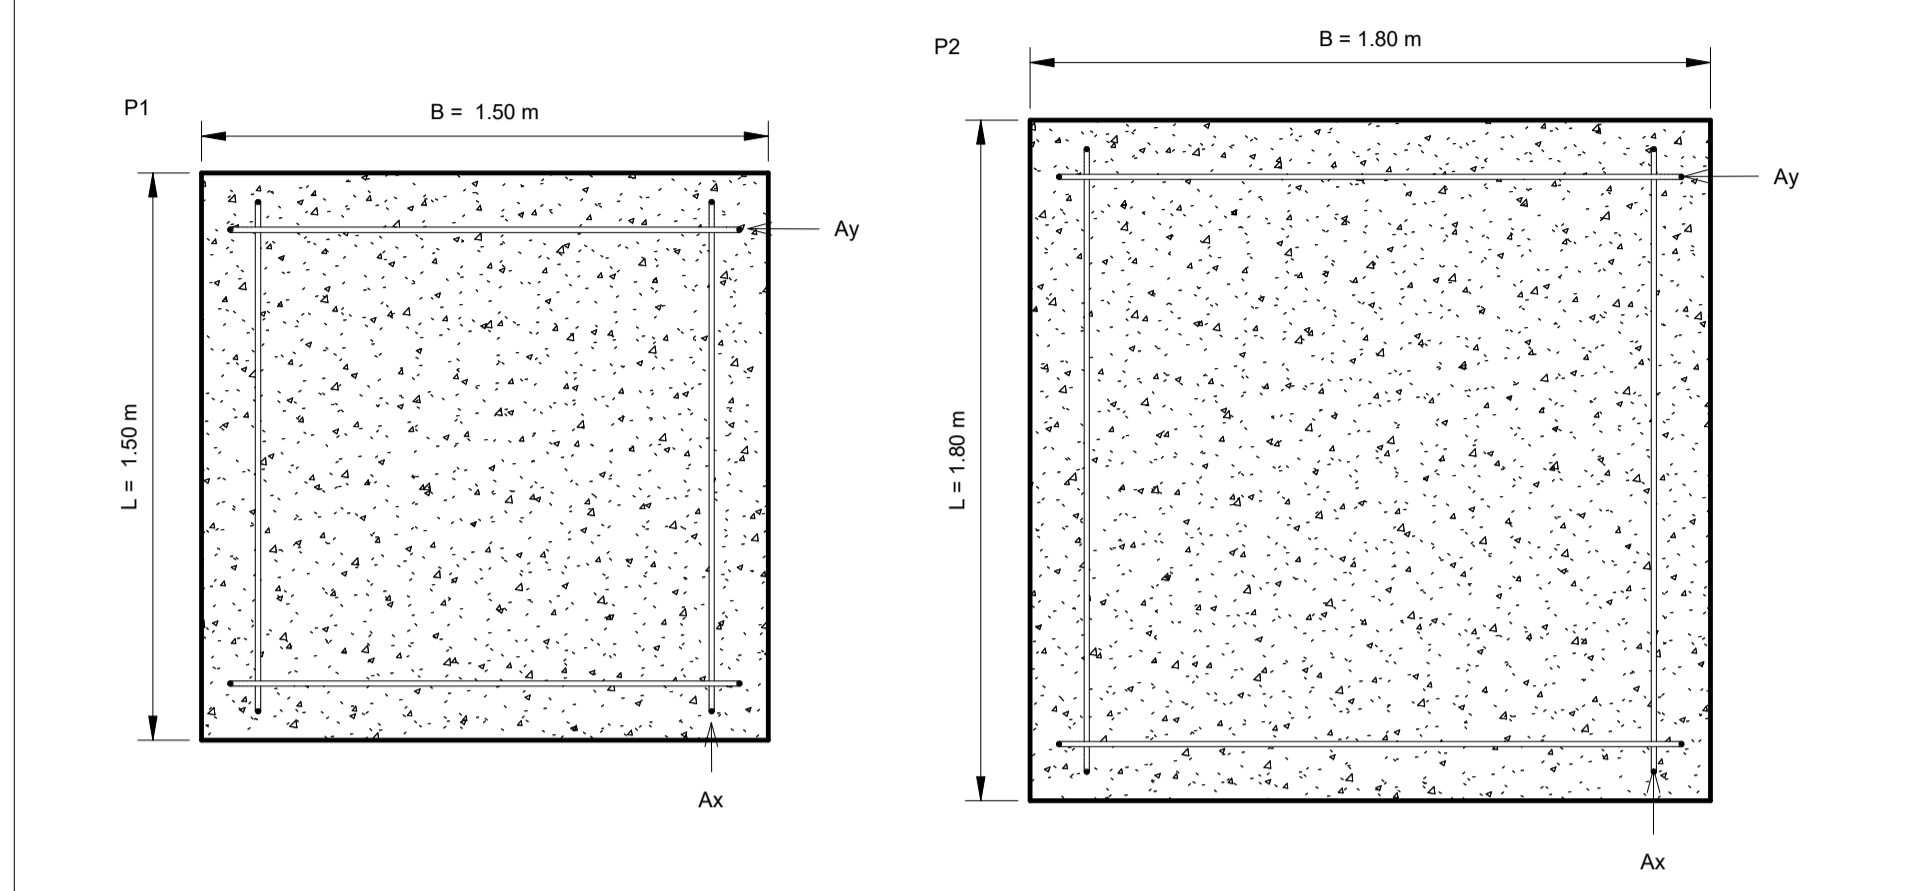 P1
B = 1.50 m
L = 1.50 m
Ay
Ax
P2
B = 1.80 m
L = 1.80 m
Ay
Ax